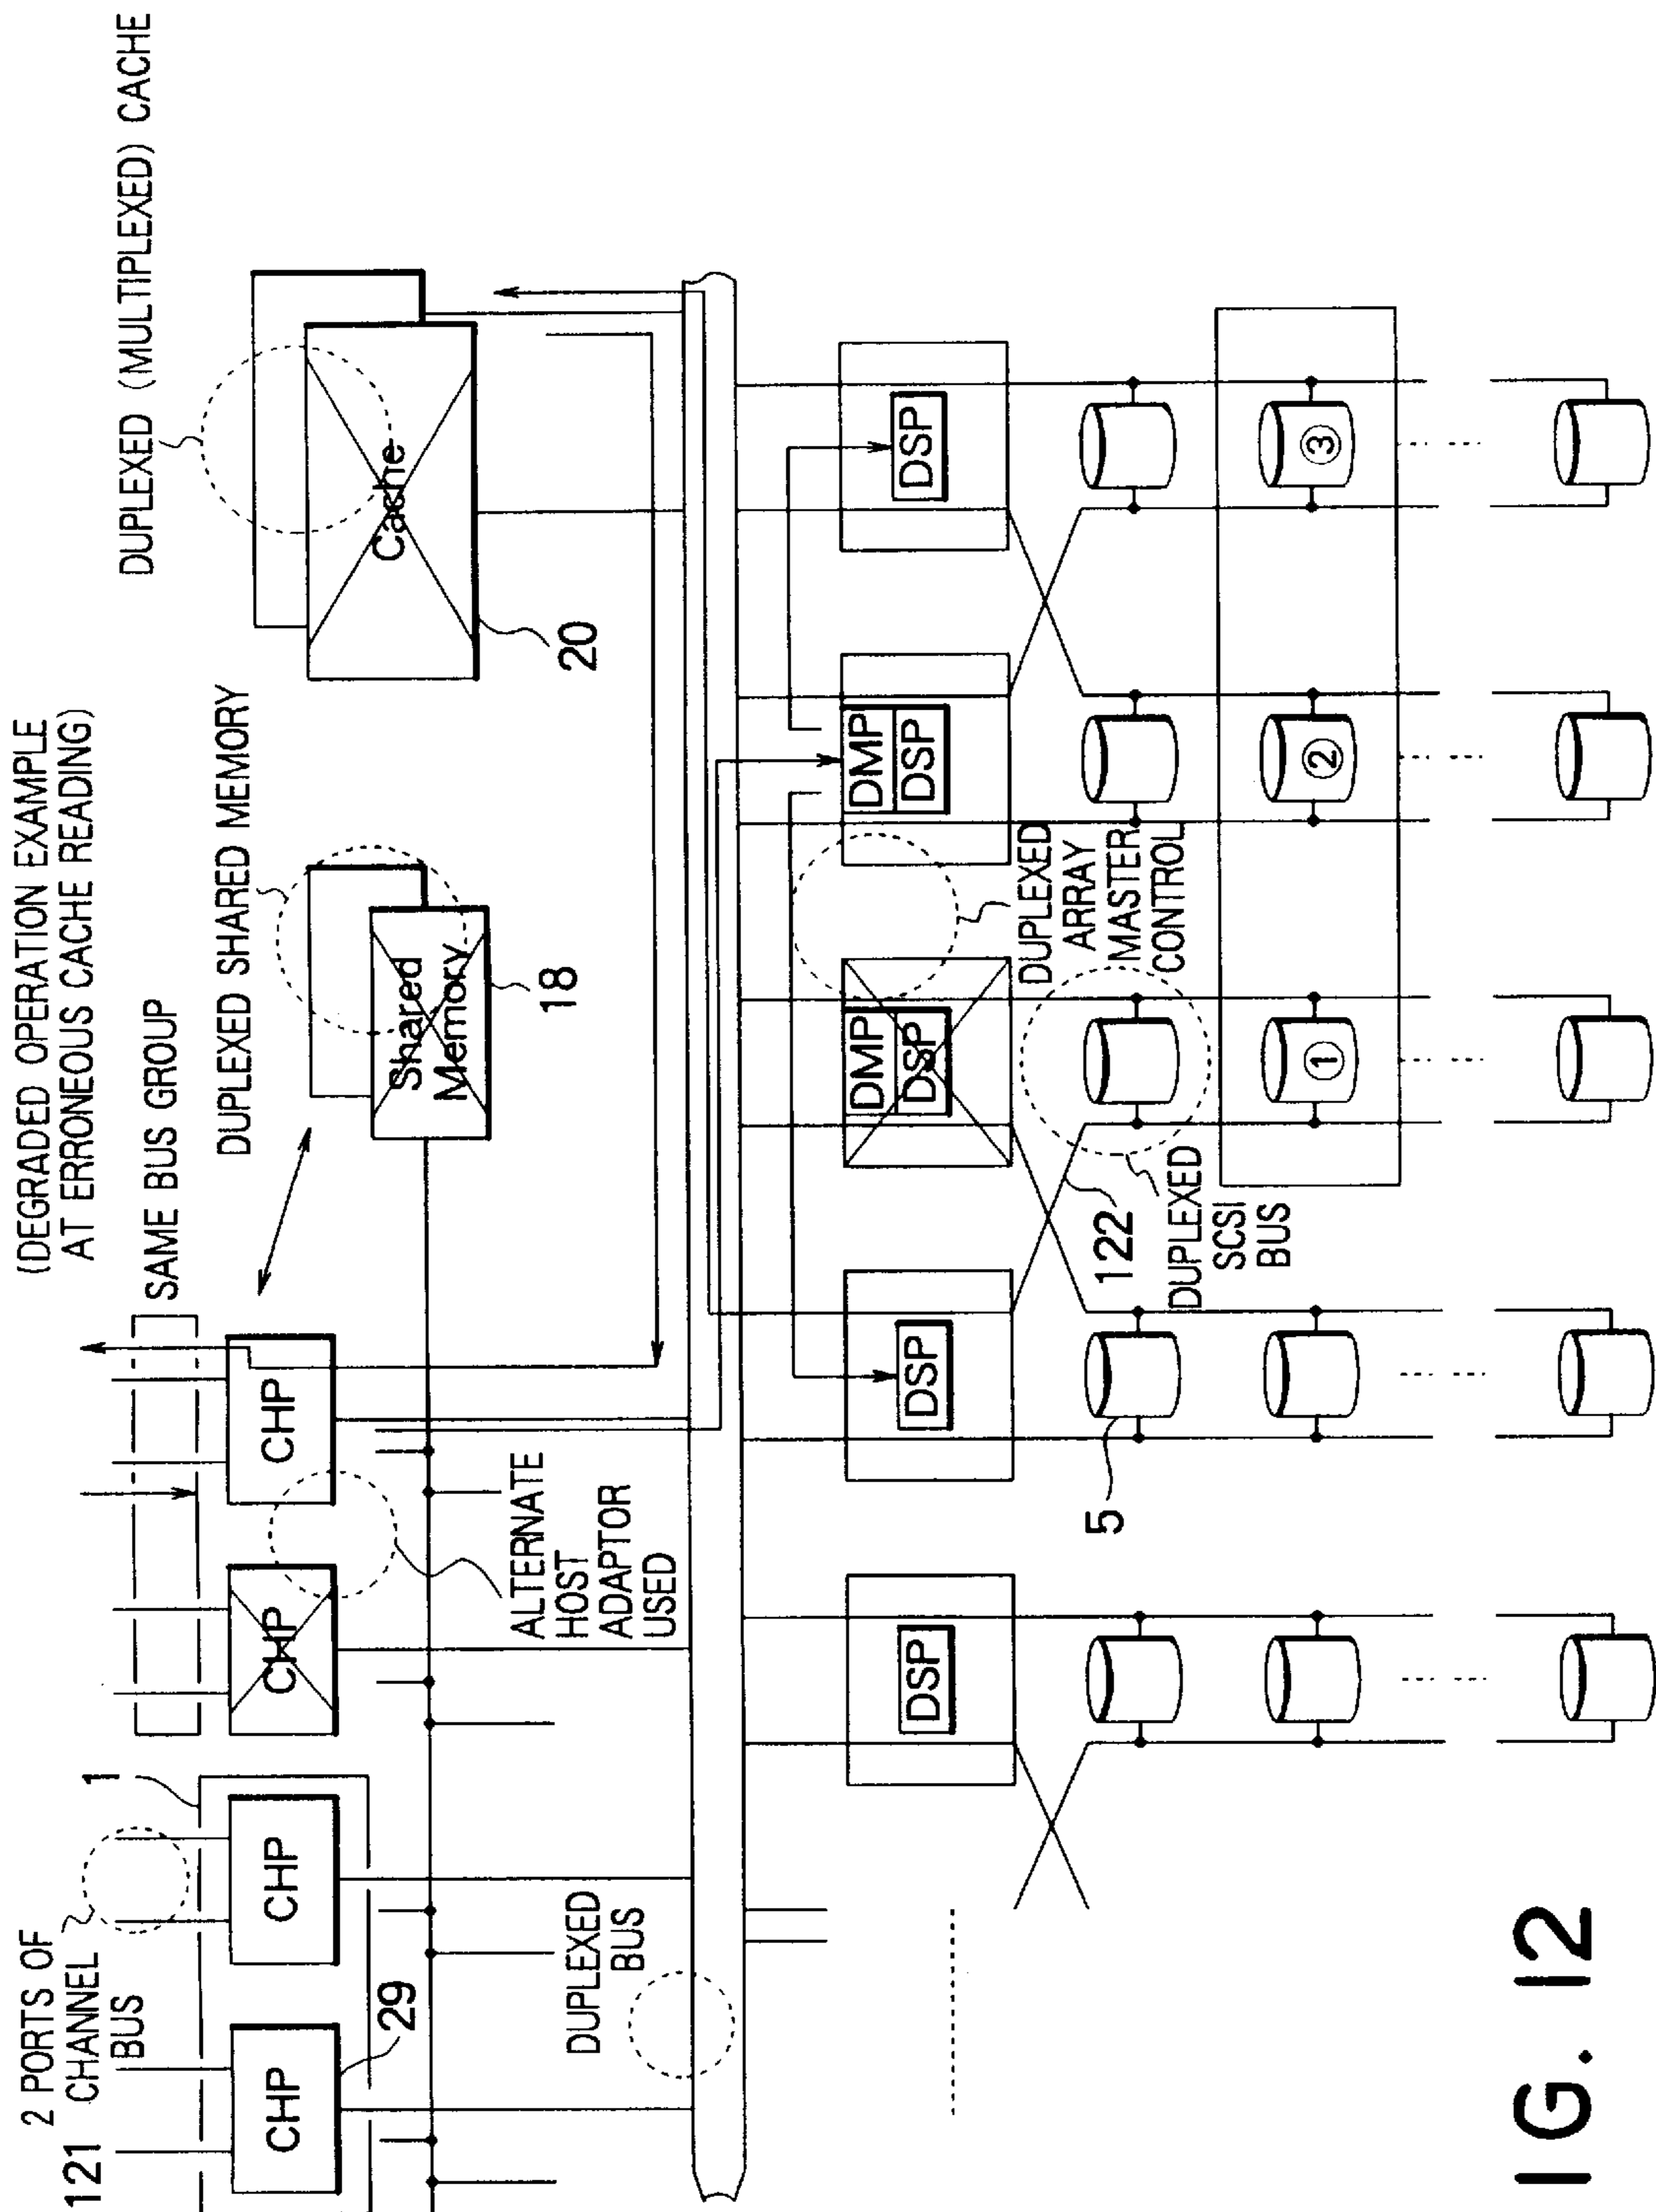 (DEGRADED OPERATION EXAMPLE
AT ERRONEOUS CACHE READING)
2 PORTS OF
CHANNEL
BUS
121
1
SAME BUS GROUP
DUPLEXED SHARED MEMORY
DUPLEXED (MULTIPLEXED) CACHE
CHP
CHP
CHP
CHP
29
Shared
Memory
18
Cache
20
ALTERNATE
HOST
ADAPTOR
USED
DUPLEXED
BUS
DSP
DSP
DMP
DSP
DMP
DSP
DSP
DUPLEXED
ARRAY
MASTER
CONTROL
5
122
DUPLEXED
SCSI
BUS
①
②
③
IG. 12